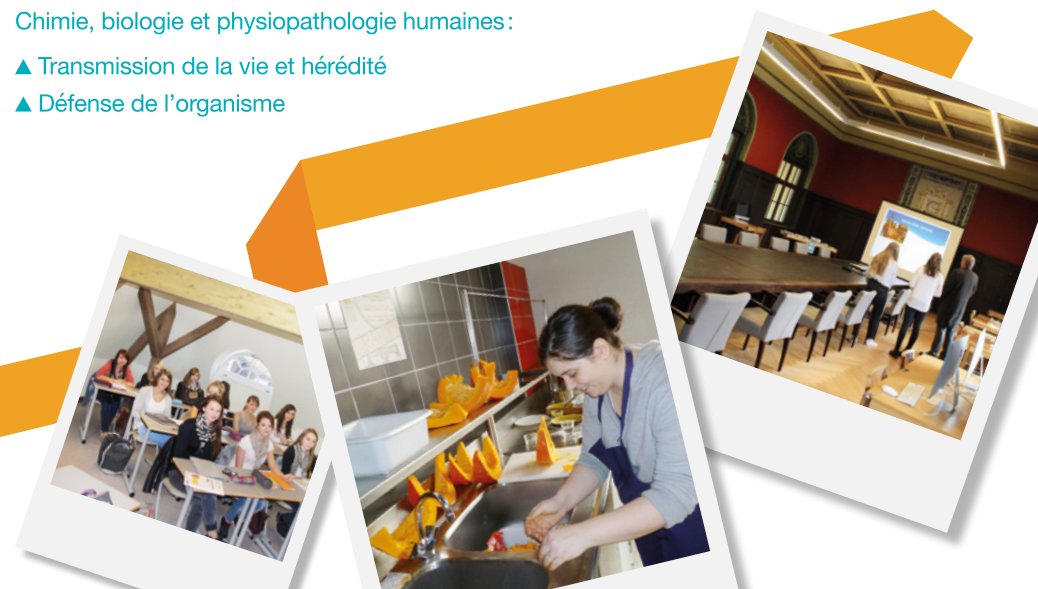 Chimie, biologie et physiopathologie humaines :
▲ Transmission de la vie et hérédité
▲ Défense de l’organisme